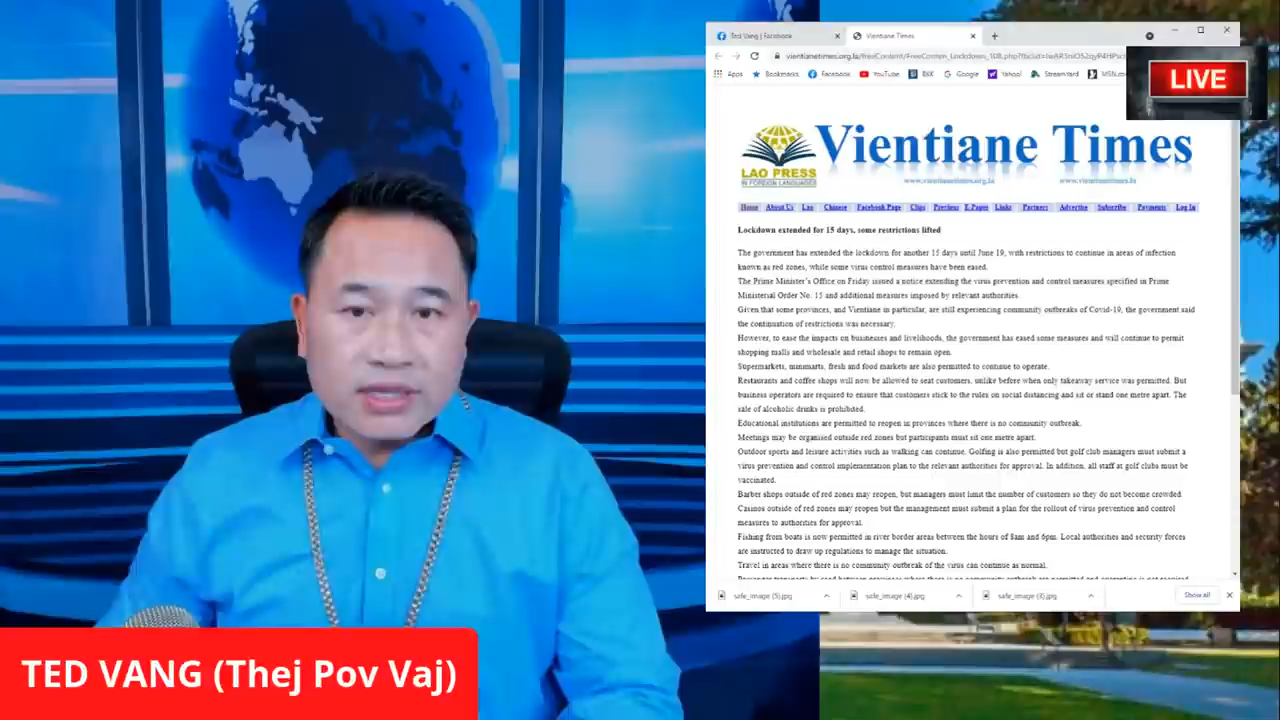 Ted Vang | Facebook
Vientiane Times
Apps
Bookmarks
Facebook
YouTube
BKK
Google
Yahoo!
StreamYard
LIVE
LAO PRESS
IN FOREIGN LANGUAGES
Vientiane Times
www.vientianetimes.org.la
www.vientianetimes.la
Home About Us Lao Chinese Facebook Page Clips Previous E-Paper Links Partners Advertise Subscribe Payments Log In
Lockdown extended for 15 days, some restrictions lifted
The government has extended the lockdown for another 15 days until June 19, with restrictions to continue in areas of infection
known as red zones, while some virus control measures have been eased.
The Prime Minister's Office on Friday issued a notice extending the virus prevention and control measures specified in Prime
Ministerial Order No. 15 and additional measures imposed by relevant authorities.
Given that some provinces, and Vientiane in particular, are still experiencing community outbreaks of Covid-19, the government said
the continuation of restrictions was necessary.
However, to ease the impacts on businesses and livelihoods, the government has eased some measures and will continue to permit
shopping malls and wholesale and retail shops to remain open.
Supermarkets, minimarts, fresh and food markets are also permitted to continue to operate.
Restaurants and coffee shops will now be allowed to seat customers, unlike before when only takeaway service was permitted. But
business operators are required to ensure that customers stick to the rules on social distancing and sit or stand one metre apart. The
sale of alcoholic drinks is prohibited.
Educational institutions are permitted to reopen in provinces where there is no community outbreak.
Meetings may be organised outside red zones but participants must sit one metre apart.
Outdoor sports and leisure activities such as walking can continue. Golfing is also permitted but golf club managers must submit a
virus prevention and control implementation plan to the relevant authorities for approval. In addition, all staff at golf clubs must be
vaccinated.
Barber shops outside of red zones may reopen, but managers must limit the number of customers so they do not become crowded
Casinos outside of red zones may reopen but the management must submit a plan for the rollout of virus prevention and control
measures to authorities for approval.
Fishing from boats is now permitted in river border areas between the hours of 8am and 6pm. Local authorities and security forces
are instructed to draw up regulations to manage the situation.
Travel in areas where there is no community outbreak of the virus can continue as normal.
safe_image (5).jpg
safe_image (4).jpg
safe_image (3).jpg
Show all
TED VANG (Thej Pov Vaj)